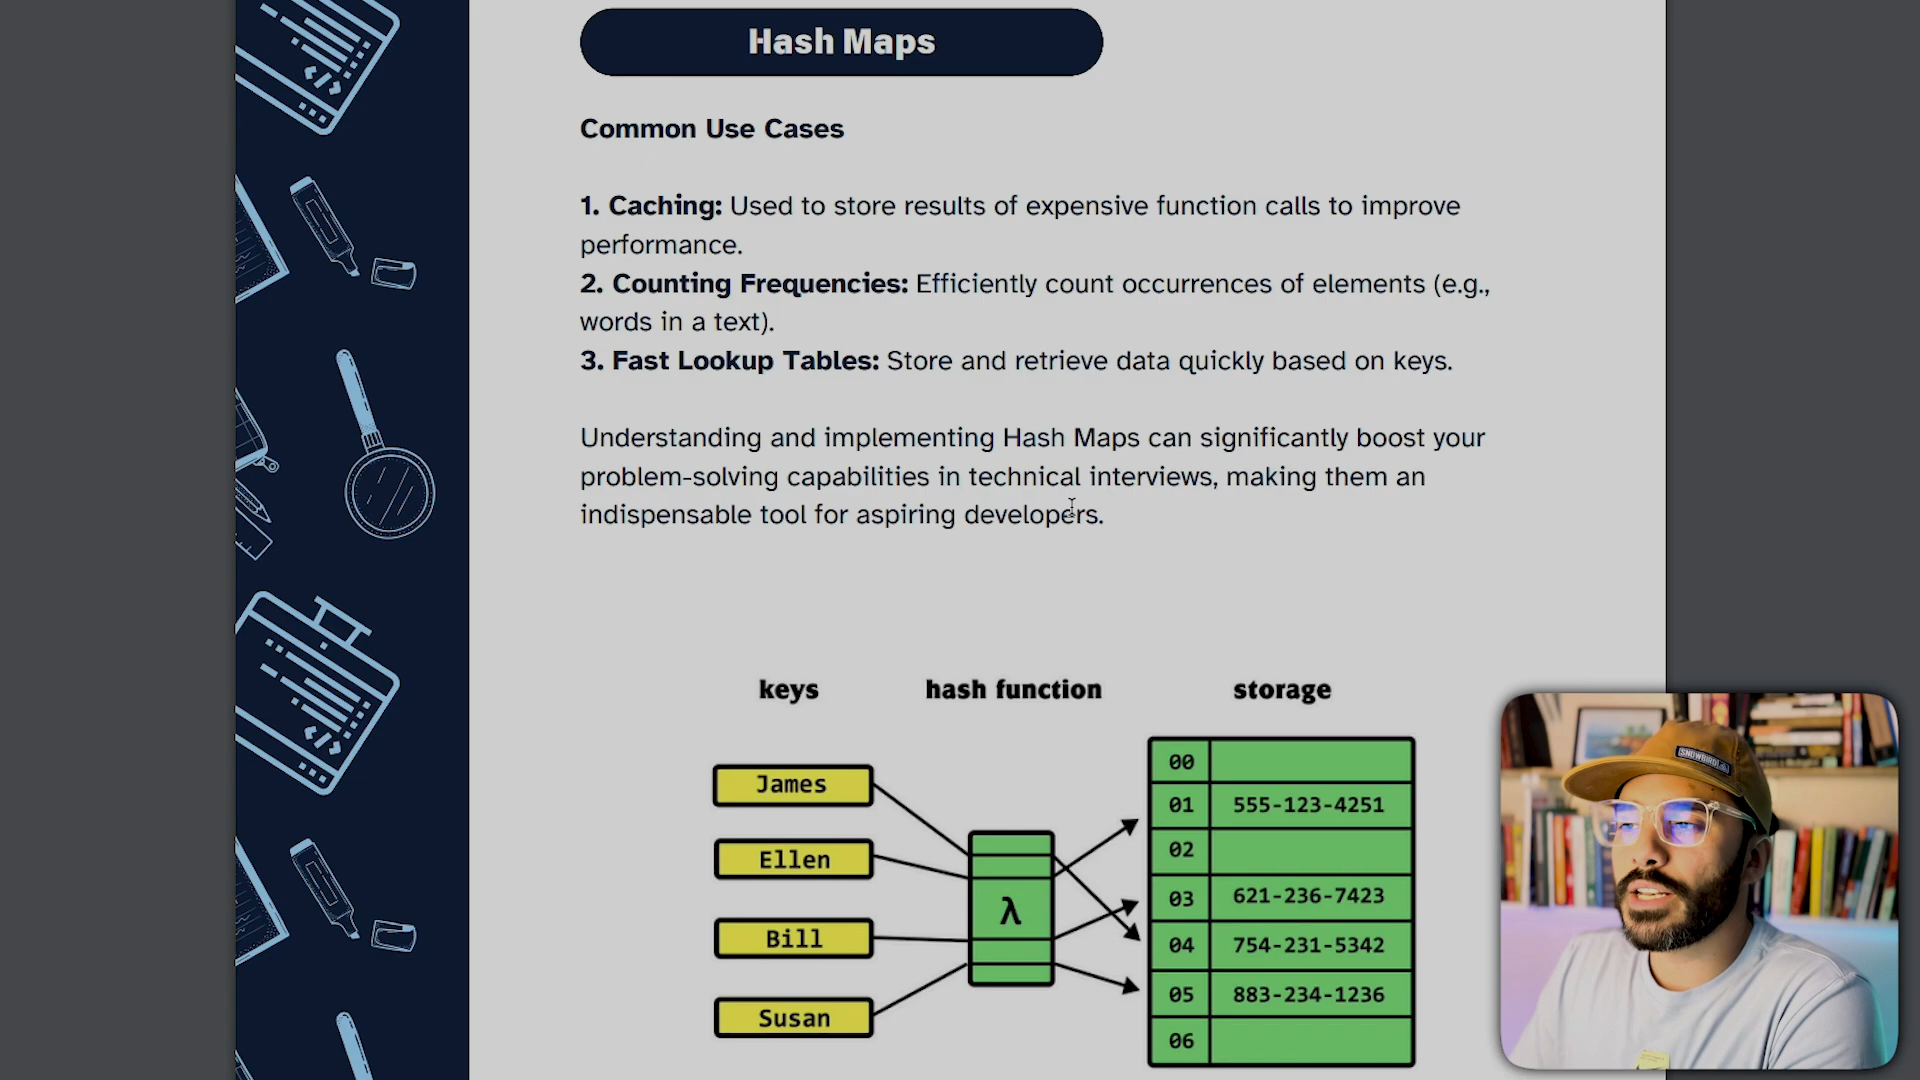 Hash Maps
Common Use Cases
1. Caching: Used to store results of expensive function calls to improve
performance.
2. Counting Frequencies: Efficiently count occurrences of elements (e.g.,
words in a text).
3. Fast Lookup Tables: Store and retrieve data quickly based on keys.
Understanding and implementing Hash Maps can significantly boost your
problem-solving capabilities in technical interviews, making them an
indispensable tool for aspiring developers.
keys hash function storage
James
Ellen
Bill
Susan
λ
00
01 555-123-4251
02
03 621-236-7423
04 754-231-5342
05 883-234-1236
06
SNOWBIRD